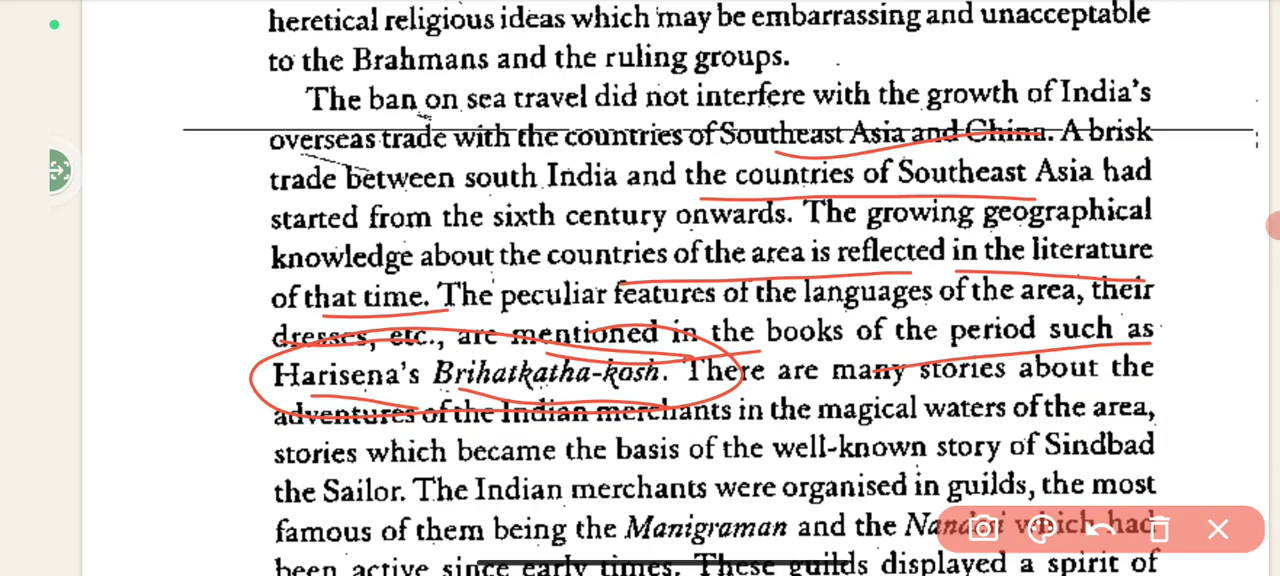 heretical religious ideas which may be embarrassing and unacceptable
to the Brahmans and the ruling groups.
The ban on sea travel did not interfere with the growth of India's
overseas trade with the countries of Southeast Asia and China. A brisk
trade between south India and the countries of Southeast Asia had
started from the sixth century onwards. The growing geographical
knowledge about the countries of the area is reflected in the literature
of that time. The peculiar features of the languages of the area, their
dresses, etc., are mentioned in the books of the period such as
Harisena's Brihatkatha-kosh. There are many stories about the
adventures of the Indian merchants in the magical waters of the area,
stories which became the basis of the well-known story of Sindbad
the Sailor. The Indian merchants were organised in guilds, the most
famous of them being the Manigraman and the which had
been active since early times. These guilds displayed a spirit of